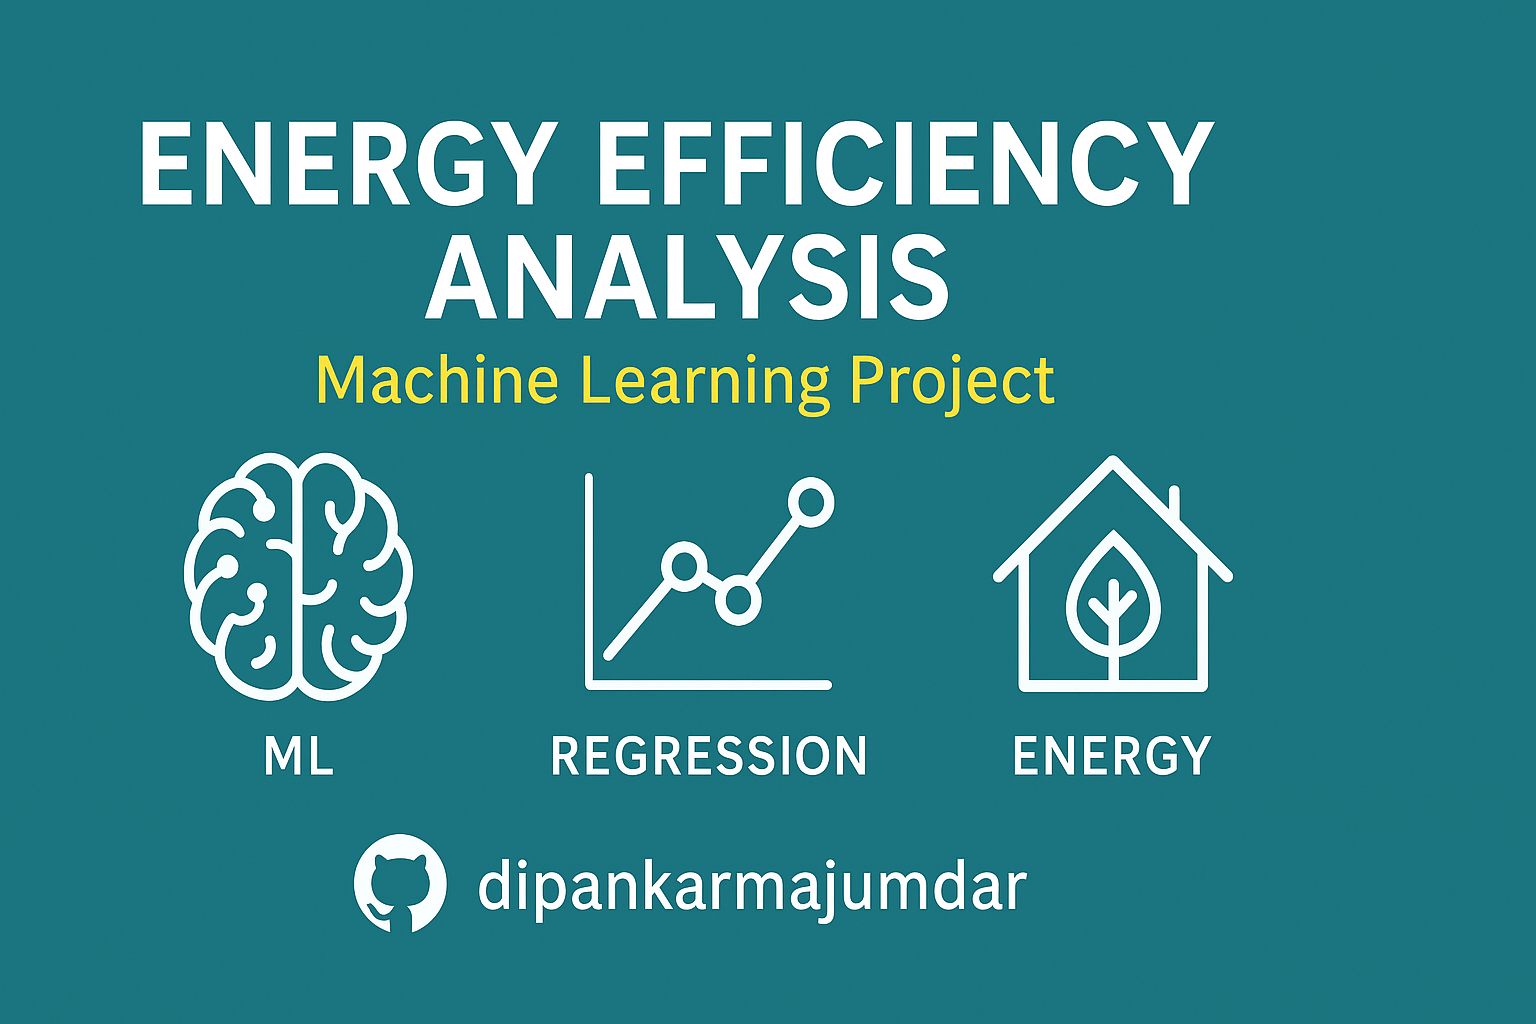 ENERGY EFFICIENCY
ANALYSIS
Machine Learning Project
ML
REGRESSION
ENERGY
dipankarmajumdar